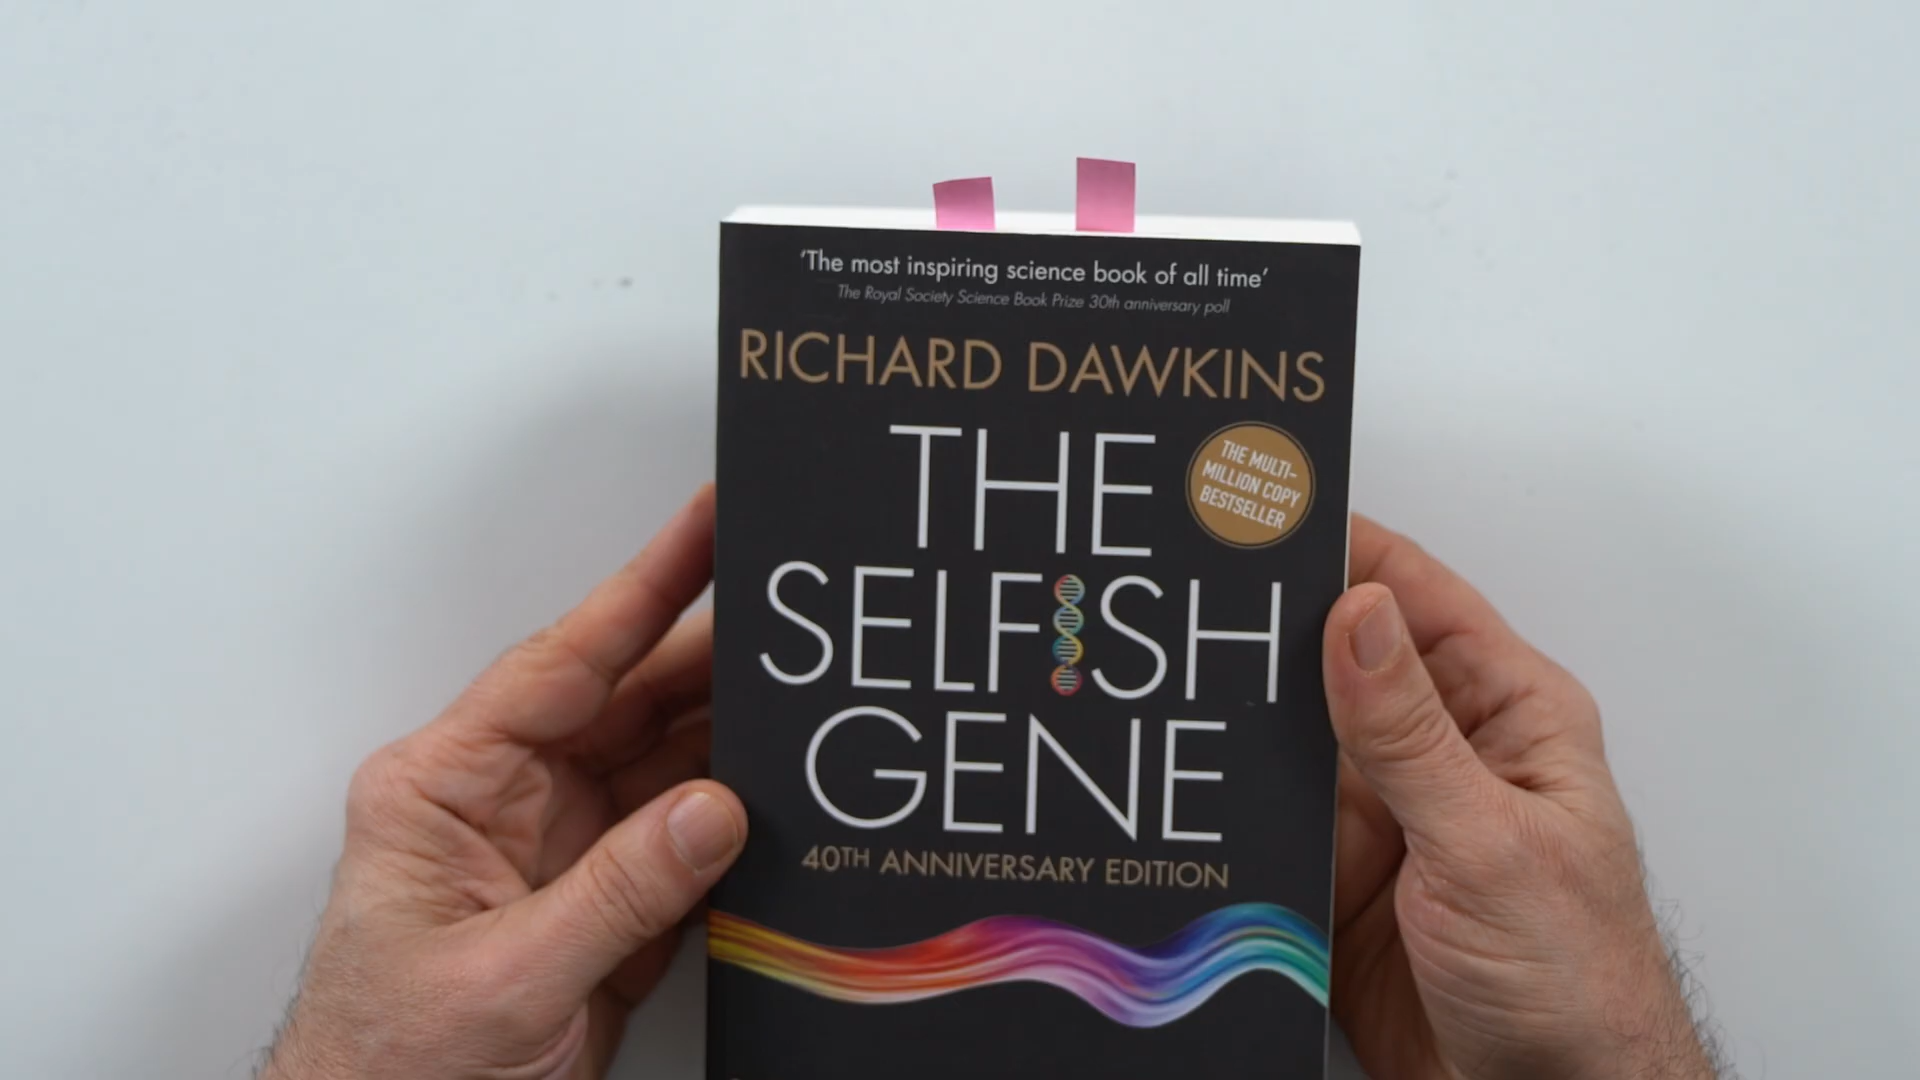 'The most inspiring science book of all time'
The Royal Society Science Book Prize 30th anniversary poll
RICHARD DAWKINS
THE
THE MULTI-
MILLION COPY
BESTSELLER
SELFISH
GENE
40TH ANNIVERSARY EDITION